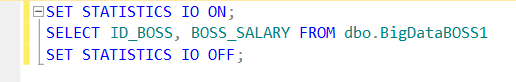 SET STATISTICS IO ON;
SELECT ID_BOSS, BOSS_SALARY FROM dbo.BigDataBOSS1
SET STATISTICS IO OFF;